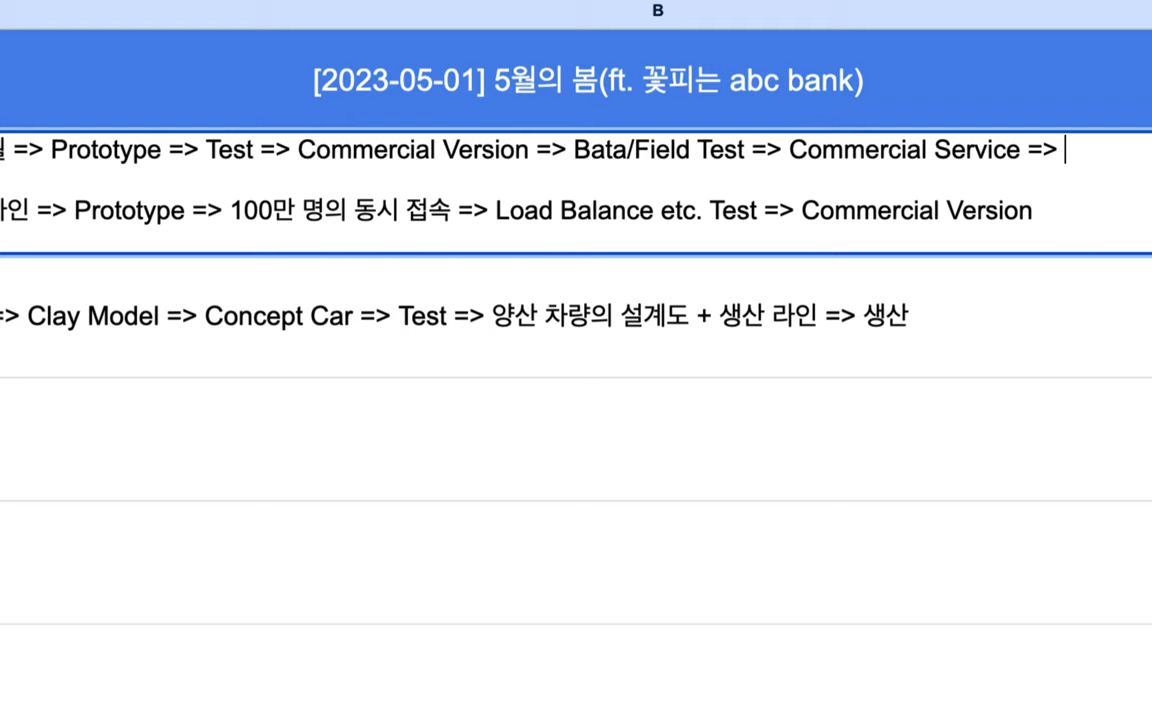 B
[2023-05-01] 5월의 봄(ft. 꽃피는 abc bank)
=> Prototype => Test => Commercial Version => Bata/Field Test => Commercial Service =>
=> Prototype => 100만 명의 동시 접속 => Load Balance etc. Test => Commercial Version
=> Clay Model => Concept Car => Test => 양산 차량의 설계도 + 생산 라인 => 생산